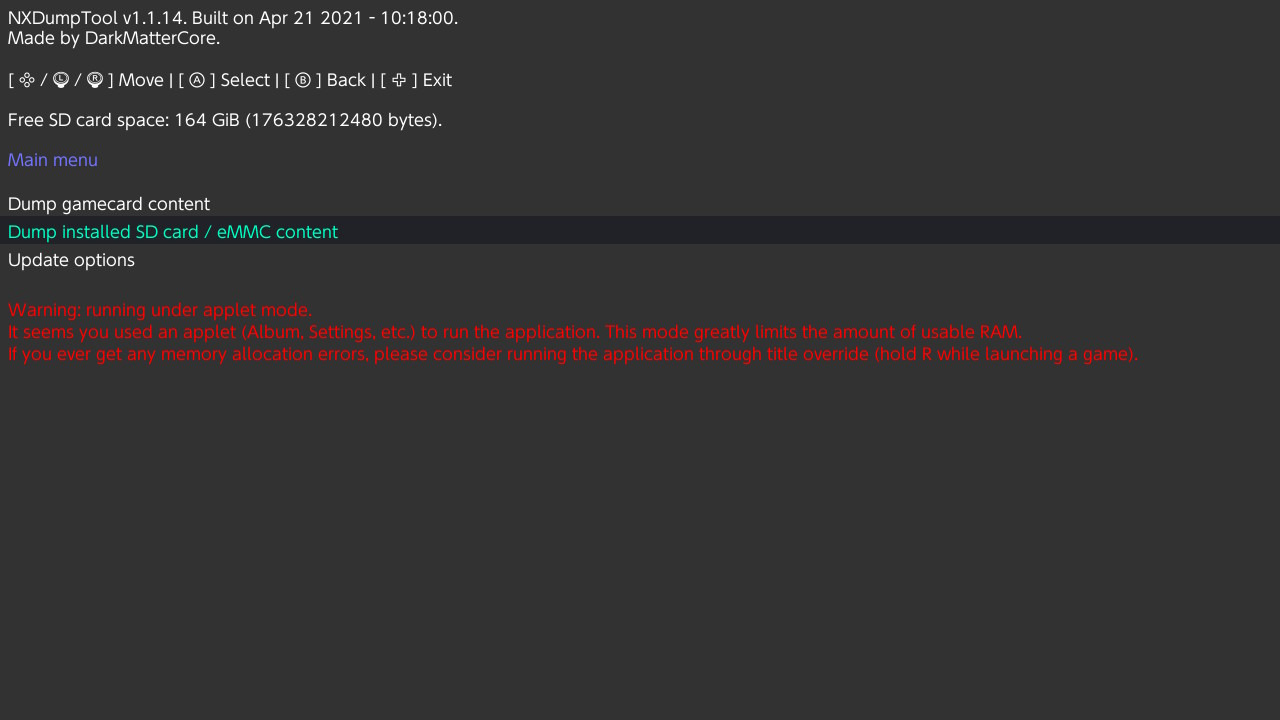 NXDumpTool v1.1.14. Built on Apr 21 2021 - 10:18:00.
Made by DarkMatterCore.
[ / L / R ] Move | [ Ⓐ ] Select | [ Ⓑ ] Back | [ ] Exit
Free SD card space: 164 GiB (176328212480 bytes).
Main menu
Dump gamecard content
Dump installed SD card / eMMC content
Update options
Warning: running under applet mode.
It seems you used an applet (Album, Settings, etc.) to run the application. This mode greatly limits the amount of usable RAM.
If you ever get any memory allocation errors, please consider running the application through title override (hold R while launching a game).